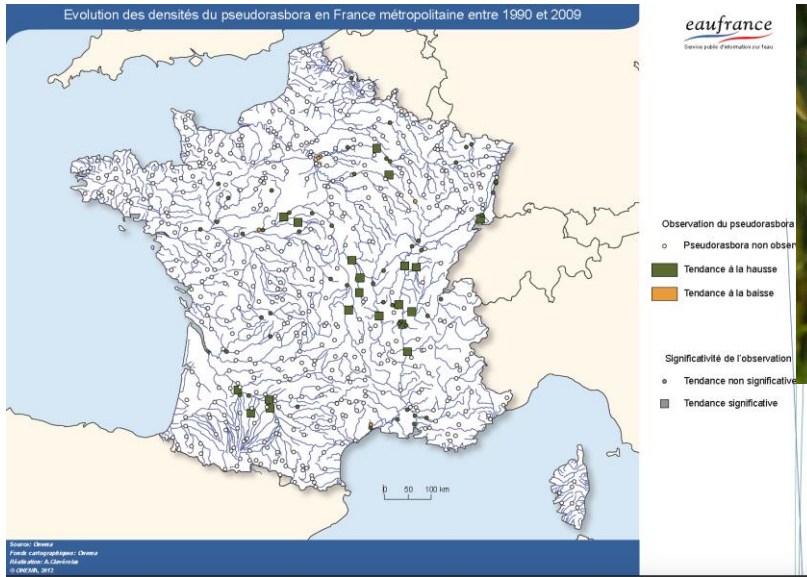 Evolution des densités du pseudorasbora en France métropolitaine entre 1990 et 2009
eaufrance
Service public d'information sur l'eau
Observation du pseudorasbora
Pseudorasbora non obser
Tendance à la hausse
Tendance à la baisse
Significativité de l'observation
Tendance non significative
Tendance significative
0 50 100 km
Source: Onema
Fonds cartographiques: Onema
Réalisation: A.Clavérolas
© ONEMA, 2012